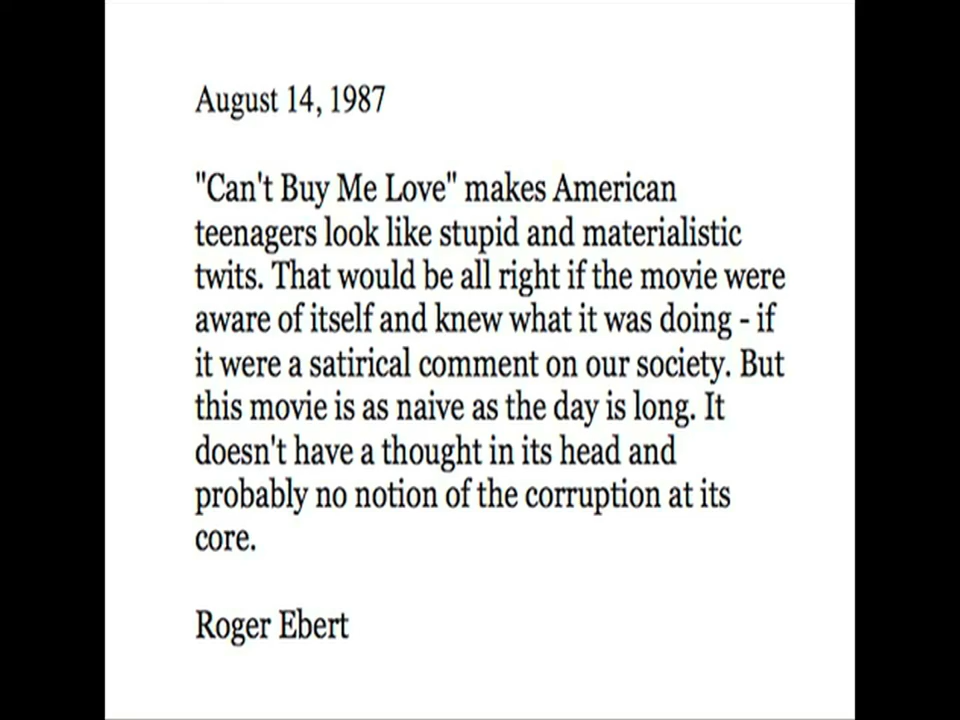 August 14, 1987
"Can't Buy Me Love" makes American
teenagers look like stupid and materialistic
twits. That would be all right if the movie were
aware of itself and knew what it was doing - if
it were a satirical comment on our society. But
this movie is as naive as the day is long. It
doesn't have a thought in its head and
probably no notion of the corruption at its
core.
Roger Ebert